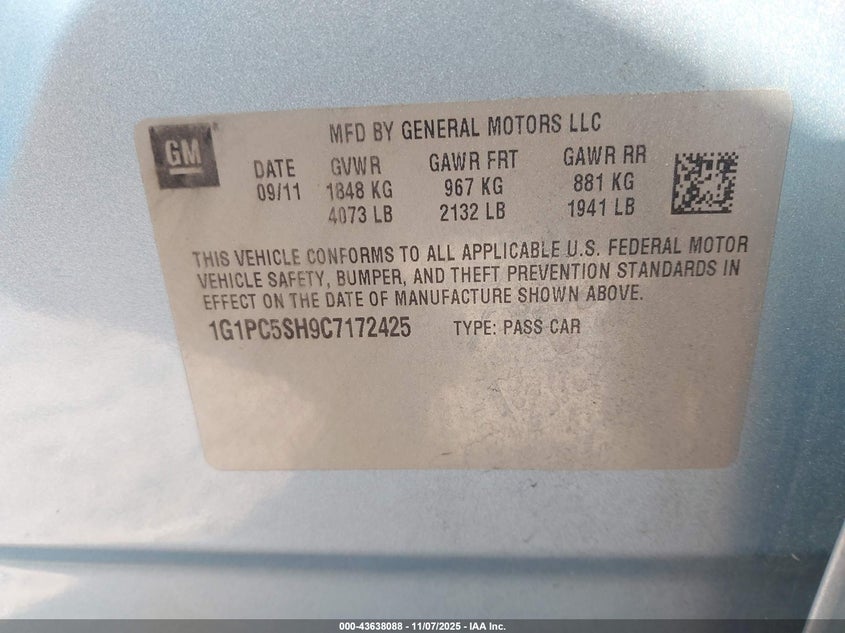 GM
MFD BY GENERAL MOTORS LLC
DATE GVWR GAWR FRT GAWR RR
09/11 1848 KG 967 KG 881 KG
4073 LB 2132 LB 1941 LB
THIS VEHICLE CONFORMS TO ALL APPLICABLE U.S. FEDERAL MOTOR
VEHICLE SAFETY, BUMPER, AND THEFT PREVENTION STANDARDS IN
EFFECT ON THE DATE OF MANUFACTURE SHOWN ABOVE.
1G1PC5SH9C7172425 TYPE: PASS CAR
000-43638088 - 11/07/2025 - IAA Inc.